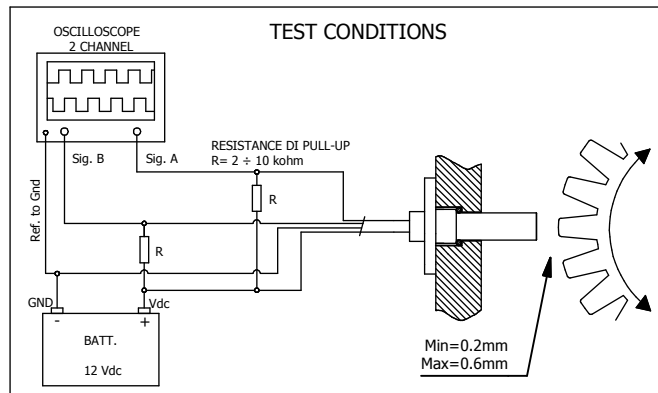 TEST CONDITIONS
OSCILLOSCOPE
2 CHANNEL
Sig. B
Sig. A
RESISTANCE DI PULL-UP
R= 2 ÷ 10 kohm
Ref. to Gnd
R
R
GND
Vdc
-
+
BATT.
12 Vdc
Min=0.2mm
Max=0.6mm